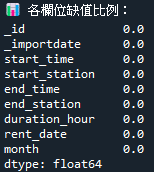 📊 各欄位缺值比例：
_id 0.0
_importdate 0.0
start_time 0.0
start_station 0.0
end_time 0.0
end_station 0.0
duration_hour 0.0
rent_date 0.0
month 0.0
dtype: float64